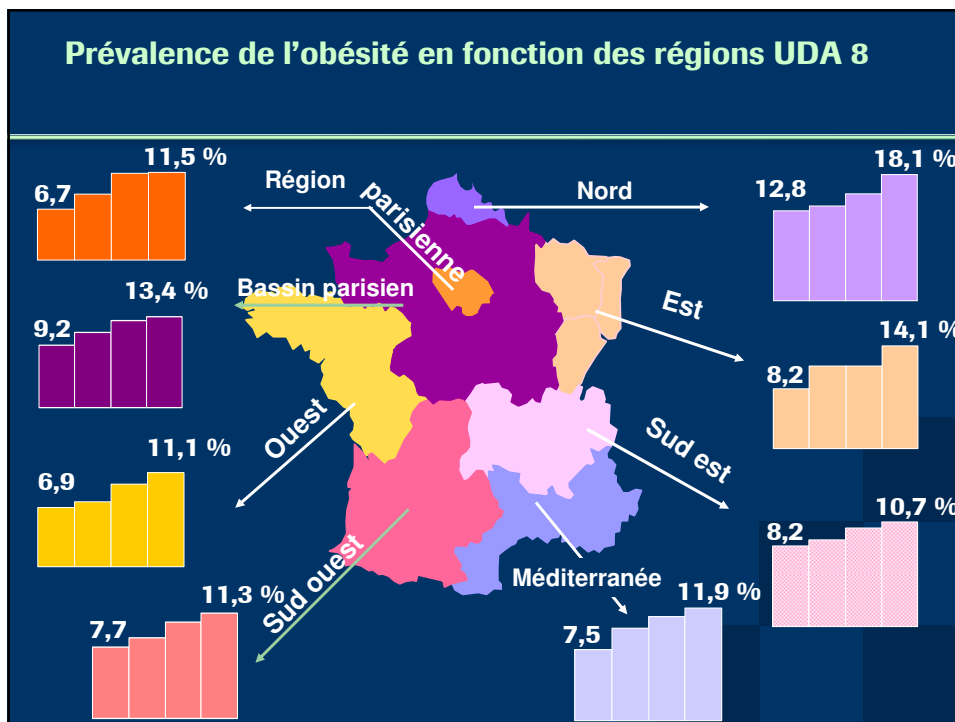 Prévalence de l'obésité en fonction des régions UDA 8
6,7
11,5 %
Région
parisienne
Nord
12,8
18,1 %
Bassin parisien
9,2
13,4 %
Est
8,2
14,1 %
Ouest
6,9
11,1 %
Sud est
8,2
10,7 %
Sud ouest
7,7
11,3 %
Méditerranée
7,5
11,9 %